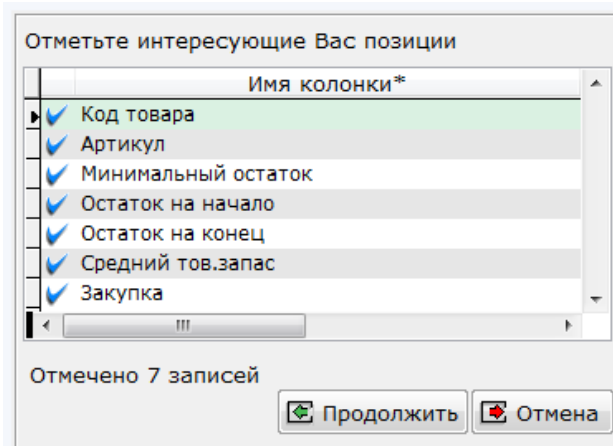 Отметьте интересующие Вас позиции
Имя колонки*
Код товара
Артикул
Минимальный остаток
Остаток на начало
Остаток на конец
Средний тов.запас
Закупка
Отмечено 7 записей
Продолжить
Отмена